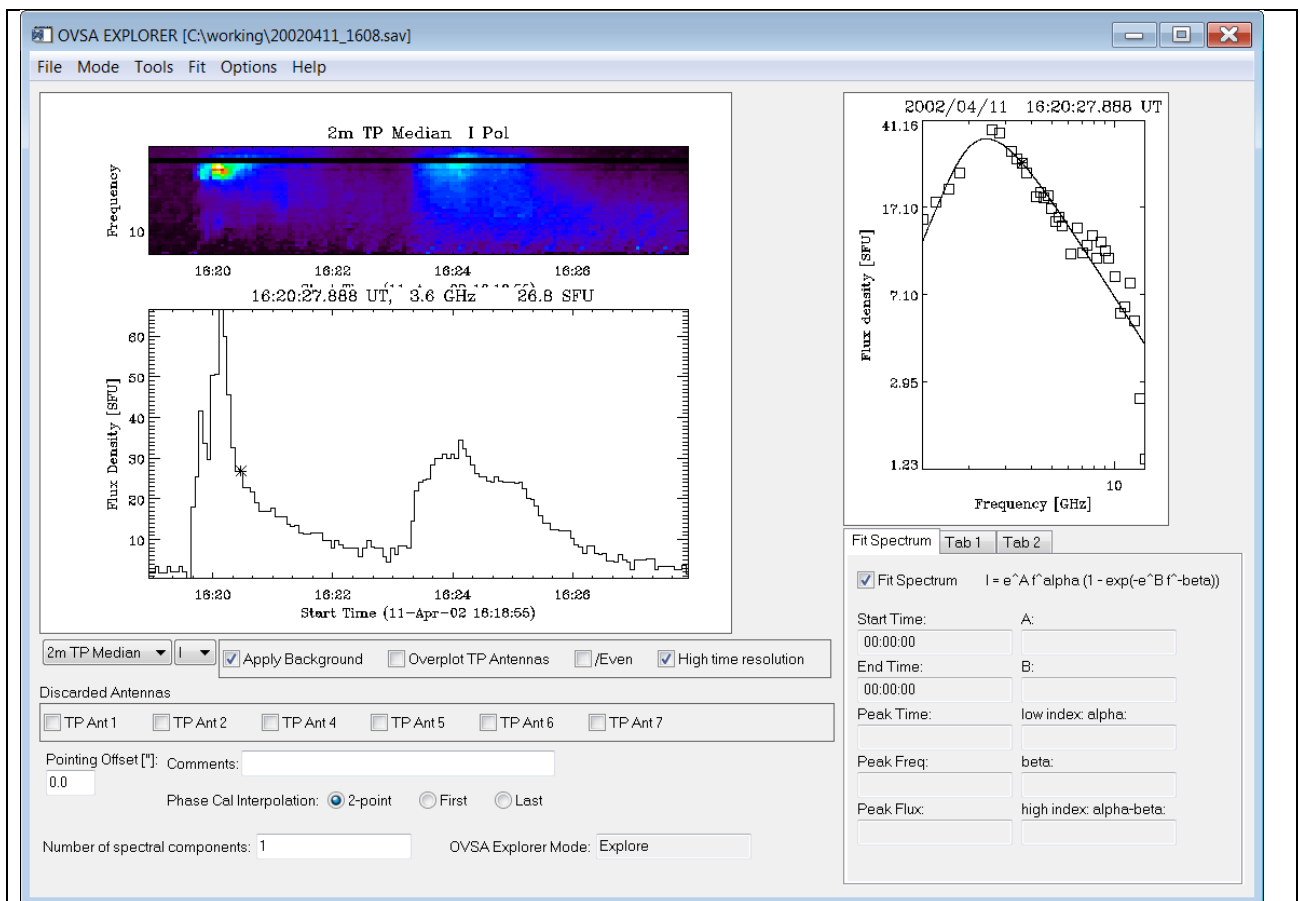 OVSA EXPLORER [C:\working\20020411_1608.sav]
File Mode Tools Fit Options Help
2m TP Median I Pol
Frequency
10
16:20 16:22 16:24 16:26
16:20:27.888 UT, 3.6 GHz 26.8 SFU
Flux Density [SFU]
60
50
40
30
20
10
16:20 16:22 16:24 16:26
Start Time (11-Apr-02 16:18:55)
2002/04/11 16:20:27.888 UT
41.16
17.10
7.10
2.95
1.23
Flux density [SFU]
10
Frequency [GHz]
2m TP Median I Apply Background Overplot TP Antennas /Even High time resolution
Discarded Antennas
TP Ant 1 TP Ant 2 TP Ant 4 TP Ant 5 TP Ant 6 TP Ant 7
Pointing Offset ["]: Comments:
0.0
Phase Cal Interpolation: 2-point First Last
Number of spectral components: 1 OVSA Explorer Mode: Explore
Fit Spectrum Tab 1 Tab 2
Fit Spectrum I = e^A f^alpha (1 - exp(-e^B f^-beta))
Start Time: A:
00:00:00
End Time: B:
00:00:00
Peak Time: low index: alpha:
Peak Freq: beta:
Peak Flux: high index: alpha-beta: